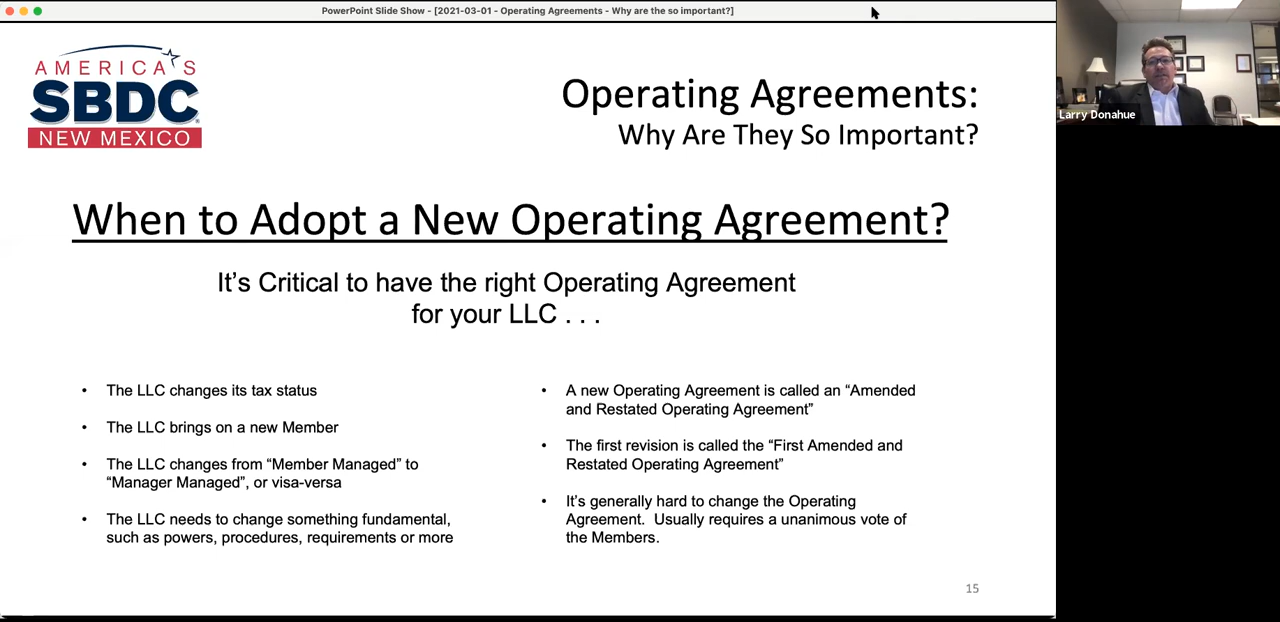 PowerPoint Slide Show - [2021-03-01 - Operating Agreements - Why are the so important?]
AMERICA'S
SBDC
NEW MEXICO
Operating Agreements:
Why Are They So Important?
Larry Donahue
When to Adopt a New Operating Agreement?
It's Critical to have the right Operating Agreement
for your LLC . . .
• The LLC changes its tax status
• The LLC brings on a new Member
• The LLC changes from “Member Managed” to
“Manager Managed”, or visa-versa
• The LLC needs to change something fundamental,
such as powers, procedures, requirements or more
• A new Operating Agreement is called an “Amended
and Restated Operating Agreement”
• The first revision is called the “First Amended and
Restated Operating Agreement”
• It’s generally hard to change the Operating
Agreement.  Usually requires a unanimous vote of
the Members.
15